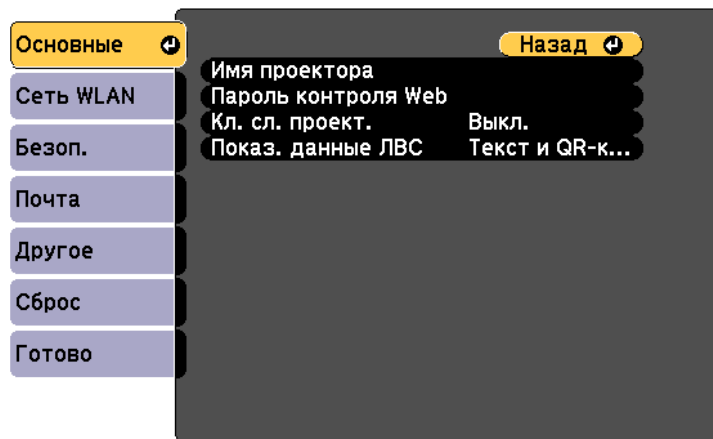 Основные
Сеть WLAN
Безоп.
Почта
Другое
Сброс
Готово
Назад
Имя проектора
Пароль контроля Web
Кл. сл. проект. Выкл.
Показ. данные ЛВС Текст и QR-к...